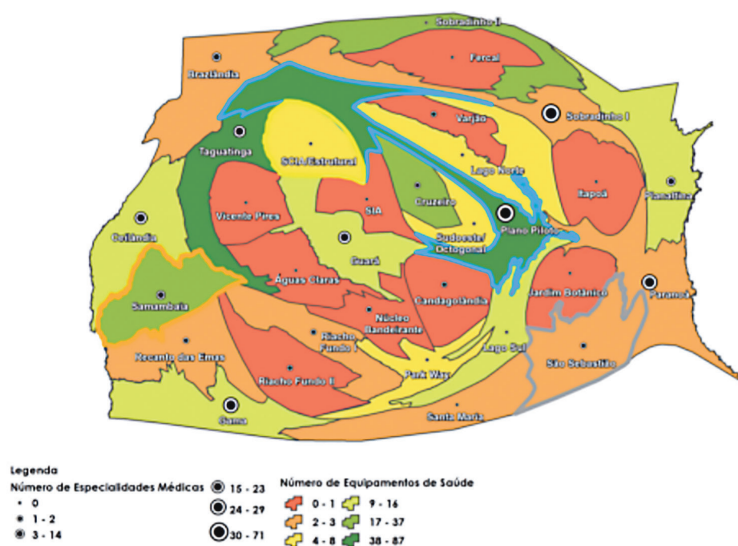 Sobradinho II
Fercal
Brazlândia
Sobradinho I
Varjão
Taguatinga
SCIA/Estrutural
Lago Norte
Itapoã
Planaltina
Cruzeiro
Vicente Pires
SIA
Plano Piloto
Ceilândia
Sudoeste/
Octogonal
Guará
Águas Claras
Jardim Botânico
Paranoá
Samambaia
Candagolândia
Núcleo
Bandeirante
Riacho
Fundo I
Lago Sul
Recanto das Emas
Park Way
São Sebastião
Riacho Fundo II
Gama
Santa Maria
Legenda
Número de Especialidades Médicas
0
1 - 2
3 - 14
15 - 23
24 - 29
30 - 71
Número de Equipamentos de Saúde
0 - 1
2 - 3
4 - 8
9 - 16
17 - 37
38 - 87